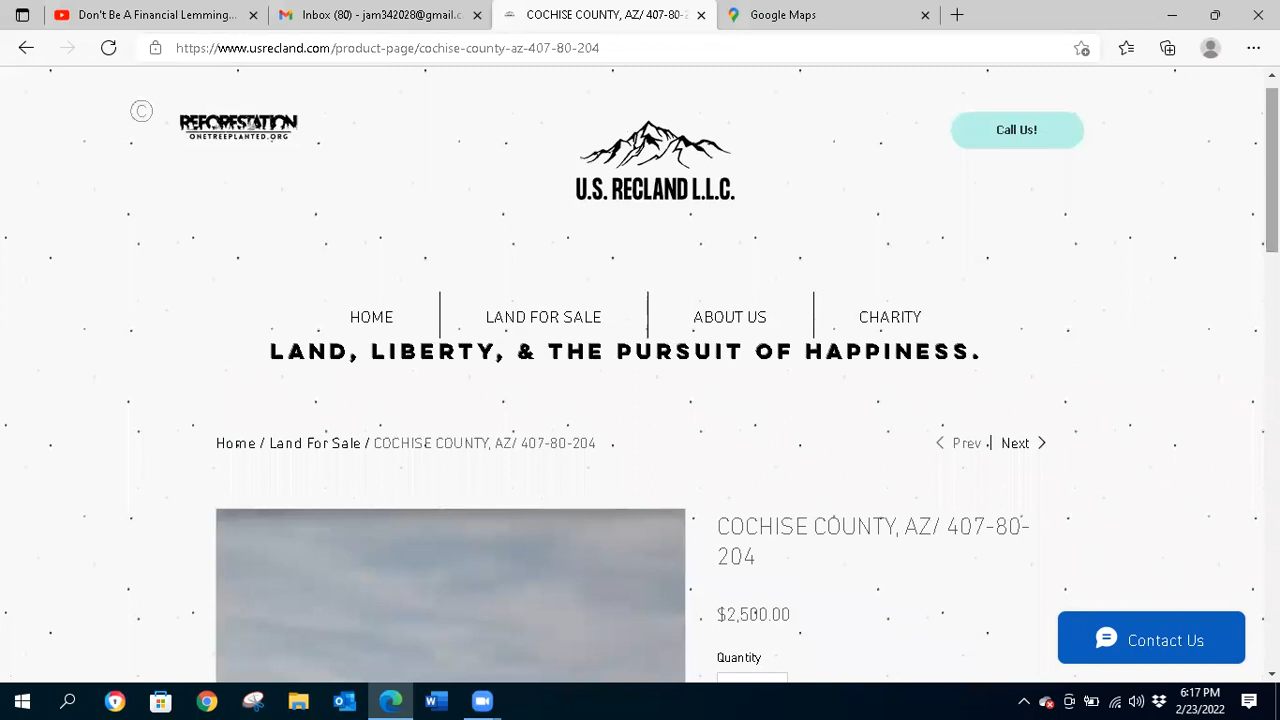 Don't Be A Financial Lemming...
Inbox (80) - jam342028@gmail.c
COCHISE COUNTY, AZ/ 407-80-2
Google Maps
https://www.usrecland.com/product-page/cochise-county-az-407-80-204
©
REFORESTATION
ONETREEPLANTED.ORG
U.S. RECLAND L.L.C.
Call Us!
HOME
LAND FOR SALE
ABOUT US
CHARITY
LAND, LIBERTY, & THE PURSUIT OF HAPPINESS.
Home / Land For Sale / COCHISE COUNTY, AZ/ 407-80-204
Prev | Next
COCHISE COUNTY, AZ/ 407-80-
204
$2,500.00
Quantity
Contact Us
6:17 PM
2/23/2022